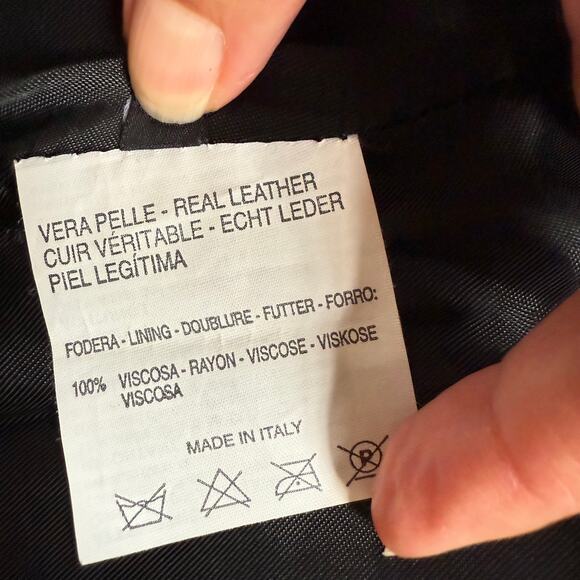 VERA PELLE - REAL LEATHER
CUIR VÉRITABLE - ECHT LEDER
PIEL LEGÍTIMA
FODERA - LINING - DOUBLURE - FUTTER - FORRO:
100% VISCOSA - RAYON - VISCOSE - VISKOSE
VISCOSA
MADE IN ITALY
R